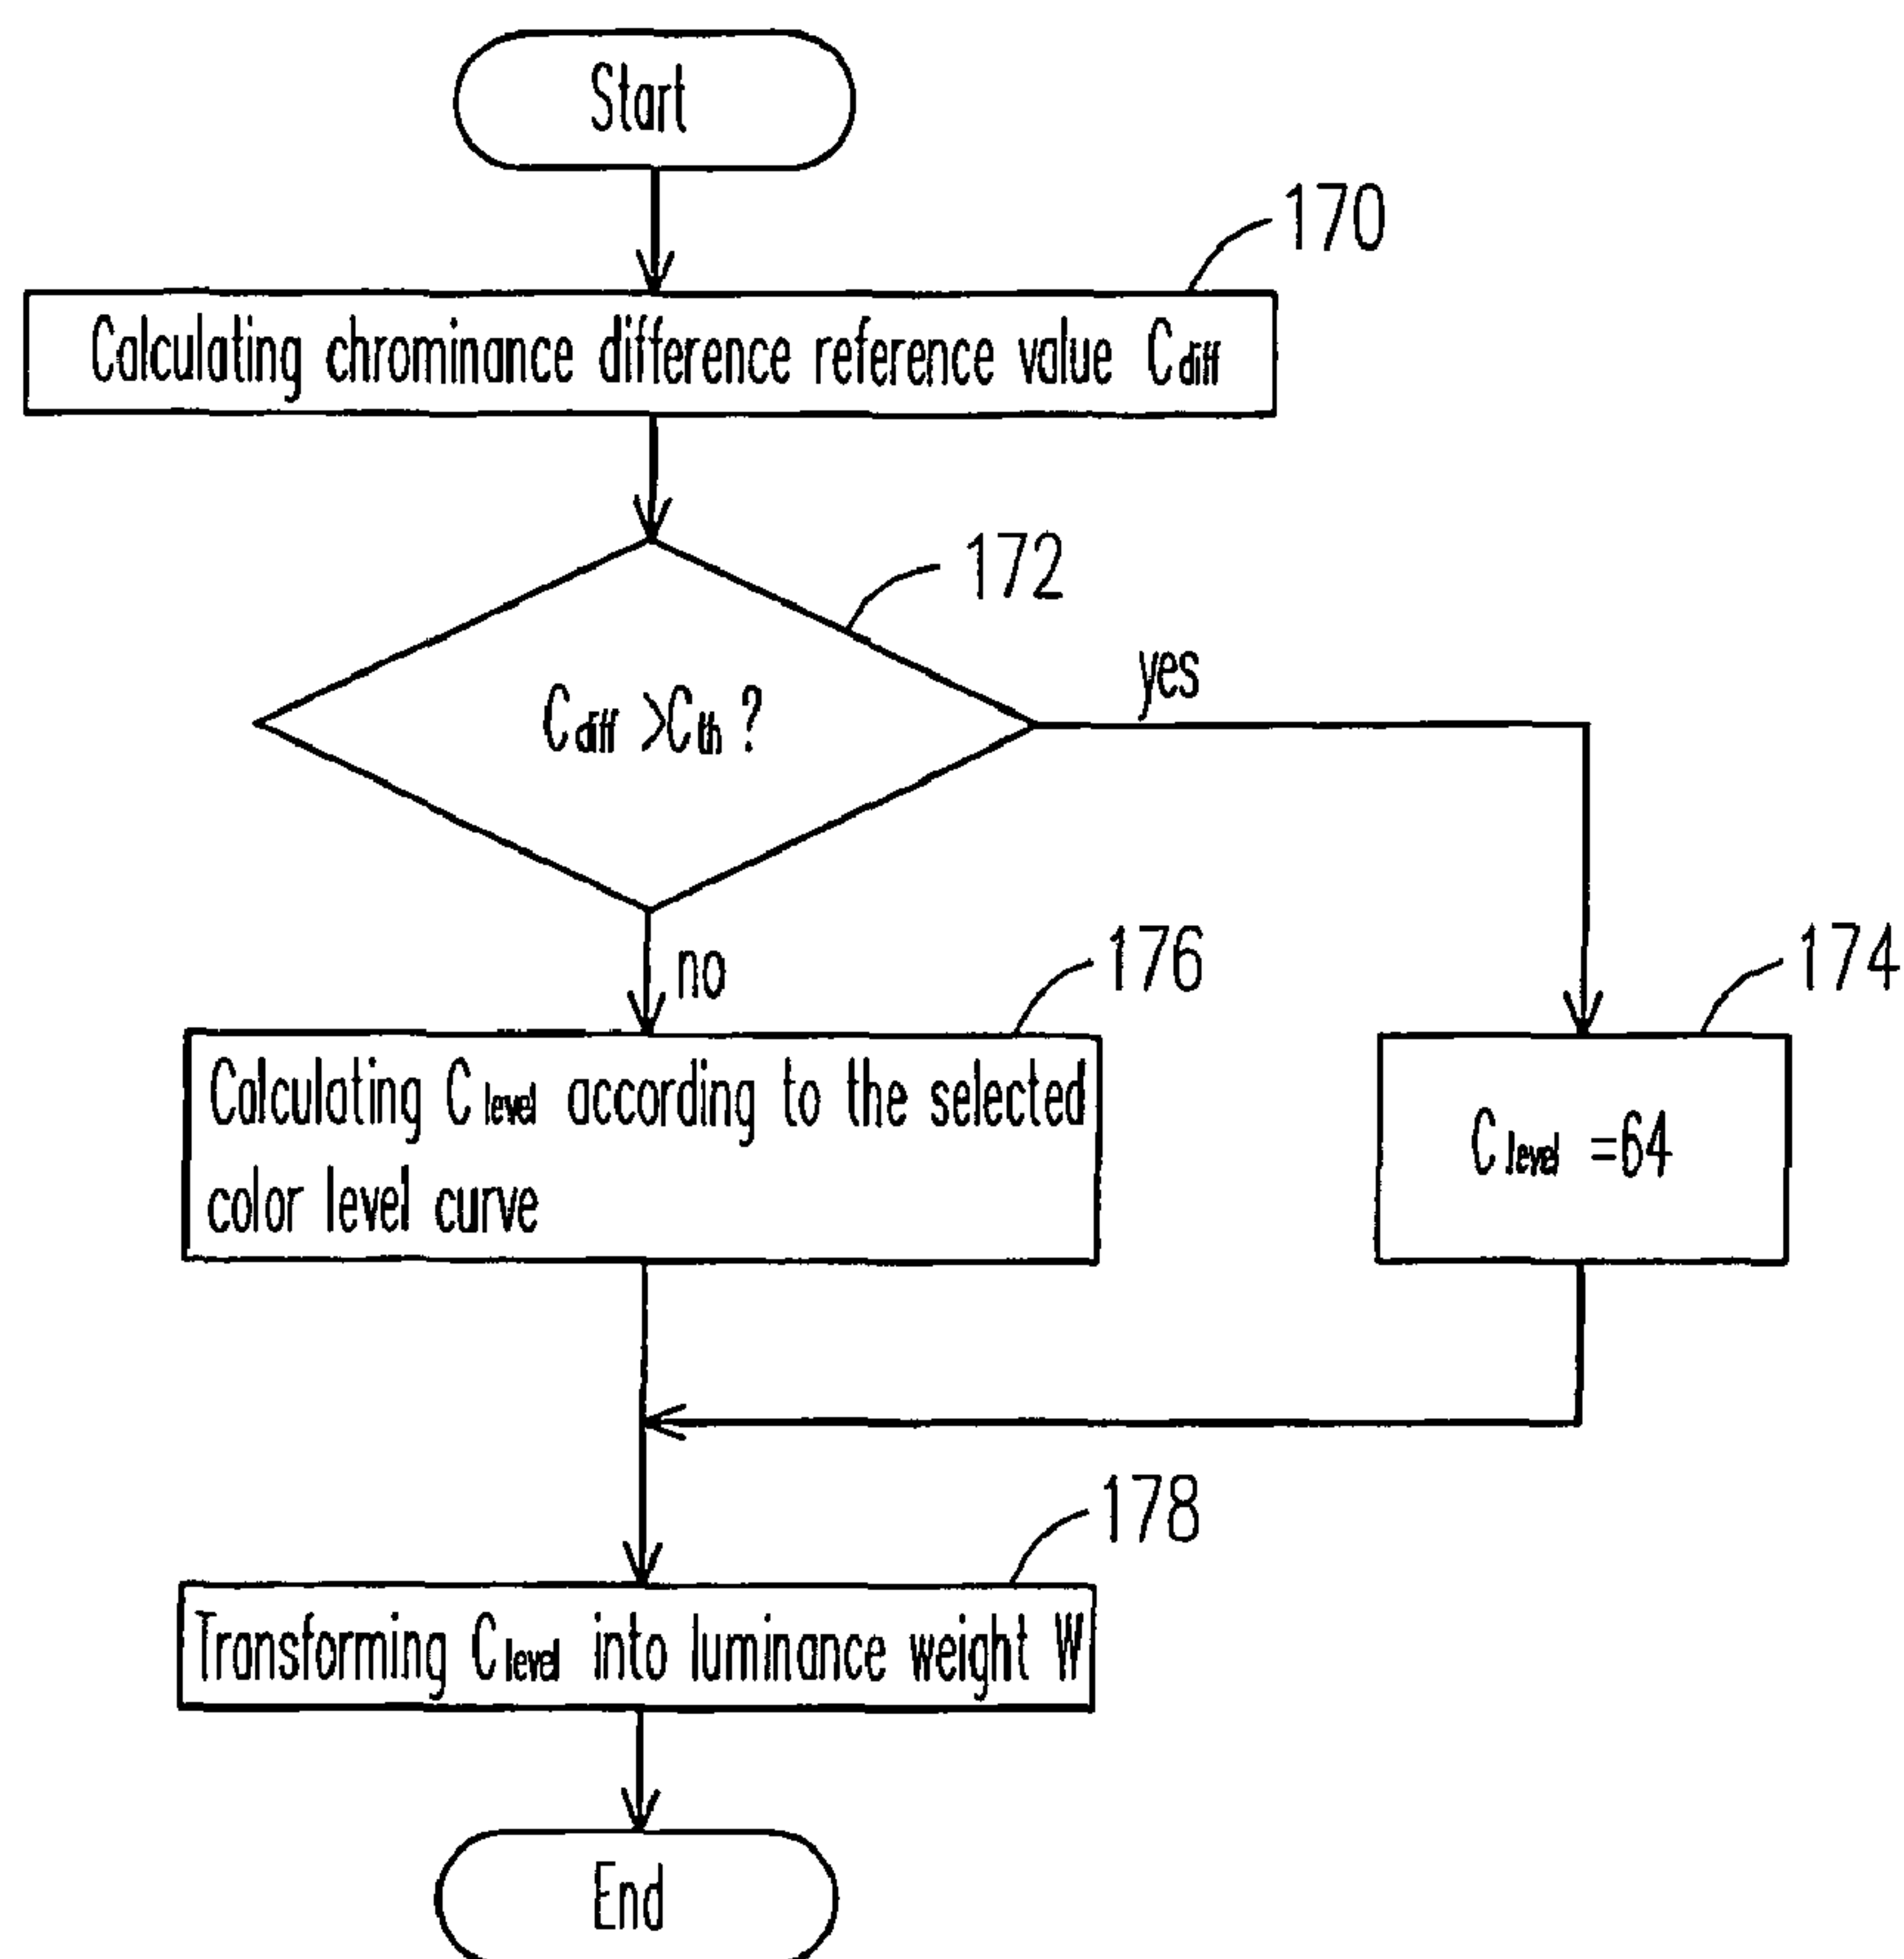 Start
170
Calculating chrominance difference reference value Cdiff
172
Cdiff >Cth ?
yes
no
176
174
Calculating Clevel according to the selected
color level curve
Clevel =64
178
Transforming Clevel into luminance weight W
End